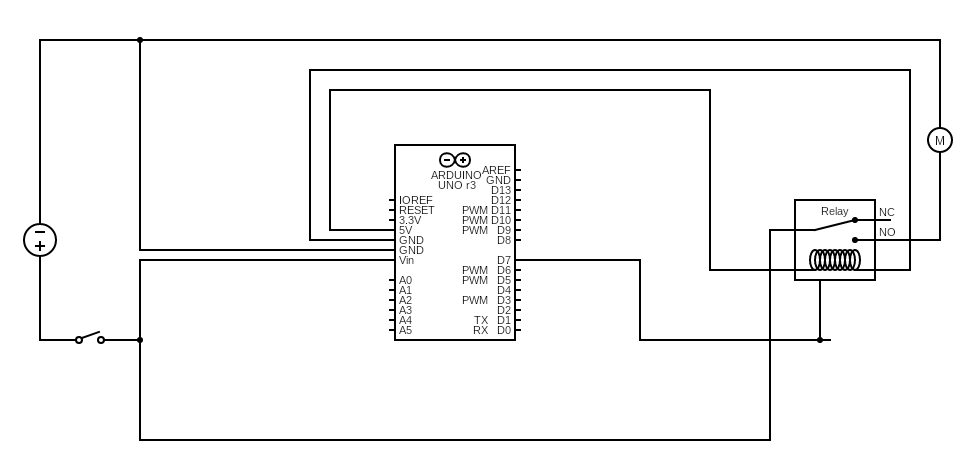 ARDUINO
UNO r3
AREF
GND
D13
IOREF D12
RESET PWM D11
3.3V PWM D10
5V PWM D9
GND D8
GND
Vin D7
PWM D6
A0 PWM D5
A1 D4
A2 PWM D3
A3 D2
A4 TX D1
A5 RX D0
M
Relay NC
NO